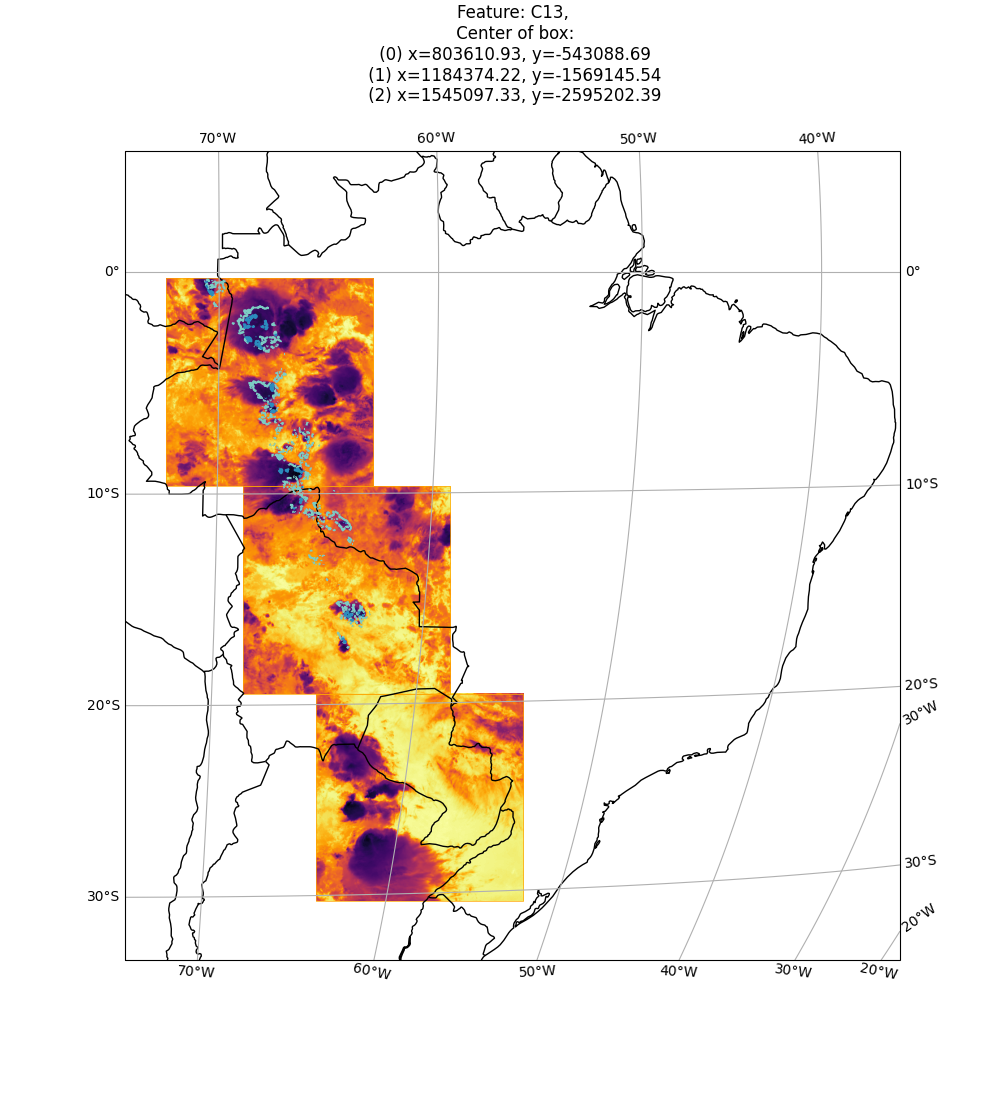 Feature: C13,
Center of box:
(0) x=803610.93, y=-543088.69
(1) x=1184374.22, y=-1569145.54
(2) x=1545097.33, y=-2595202.39
70°W 60°W 50°W 40°W
0° 0°
10°S 10°S
20°S 20°S
30°W
30°S 30°S
20°W
70°W 60°W 50°W 40°W 30°W 20°W